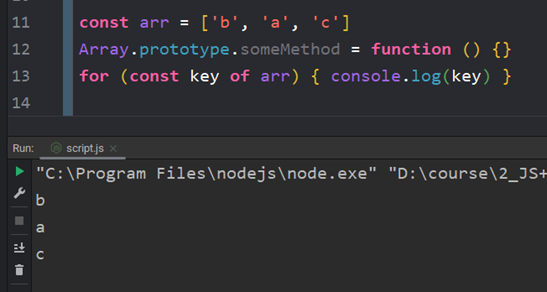 11 const arr = ['b', 'a', 'c']
12 Array.prototype.someMethod = function () {}
13 for (const key of arr) { console.log(key) }
14
Run: script.js
"C:\Program Files\nodejs\node.exe" "D:\course\2_JS+
b
a
c